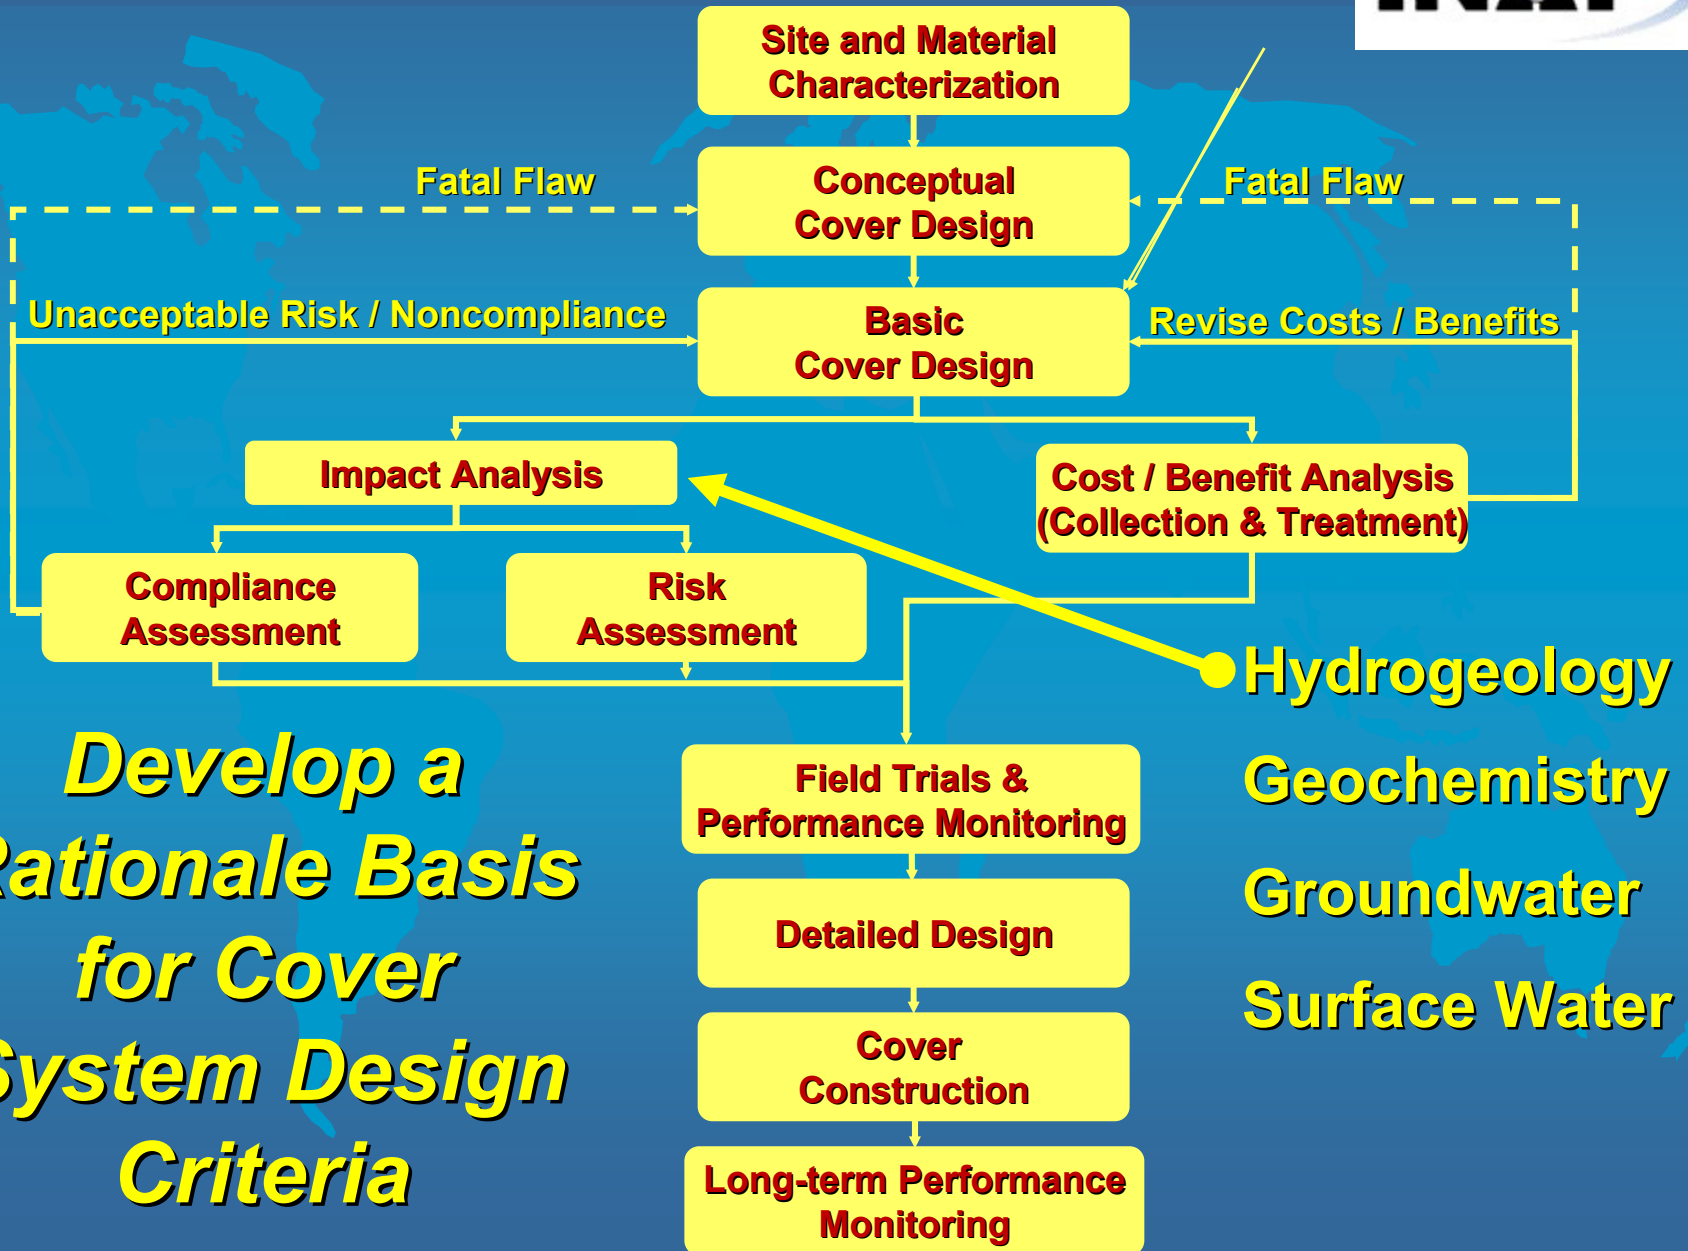 Site and Material
Characterization
Fatal Flaw
Conceptual
Cover Design
Fatal Flaw
Unacceptable Risk / Noncompliance
Basic
Cover Design
Revise Costs / Benefits
Impact Analysis
Cost / Benefit Analysis
(Collection & Treatment)
Compliance
Assessment
Risk
Assessment
Hydrogeology
Geochemistry
Groundwater
Surface Water
Develop a
Rationale Basis
for Cover
System Design
Criteria
Field Trials &
Performance Monitoring
Detailed Design
Cover
Construction
Long-term Performance
Monitoring